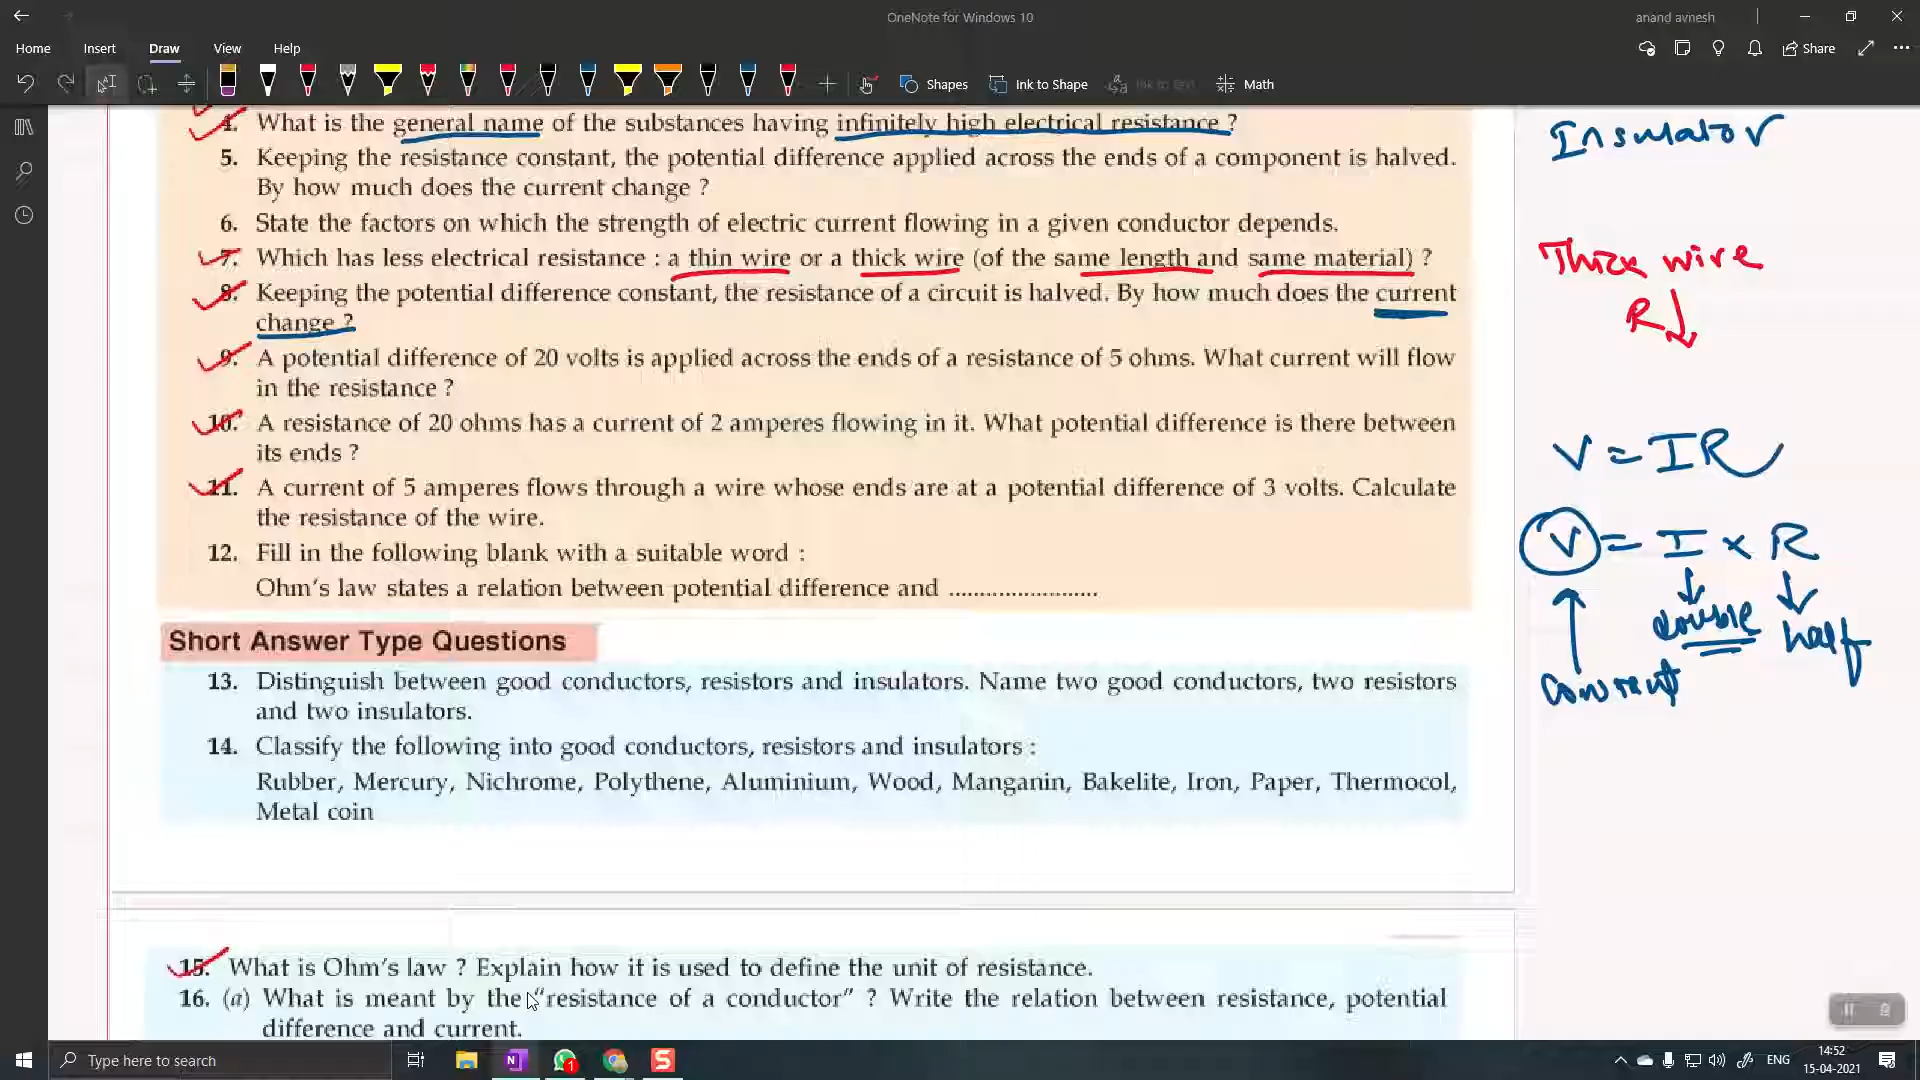 OneNote for Windows 10
anand avnesh
Home Insert Draw View Help
Share
Shapes
Ink to Shape
Ink to Text
Math
4. What is the general name of the substances having infinitely high electrical resistance ?
5. Keeping the resistance constant, the potential difference applied across the ends of a component is halved.
By how much does the current change ?
6. State the factors on which the strength of electric current flowing in a given conductor depends.
7. Which has less electrical resistance : a thin wire or a thick wire (of the same length and same material) ?
8. Keeping the potential difference constant, the resistance of a circuit is halved. By how much does the current
change ?
9. A potential difference of 20 volts is applied across the ends of a resistance of 5 ohms. What current will flow
in the resistance ?
10. A resistance of 20 ohms has a current of 2 amperes flowing in it. What potential difference is there between
its ends ?
11. A current of 5 amperes flows through a wire whose ends are at a potential difference of 3 volts. Calculate
the resistance of the wire.
12. Fill in the following blank with a suitable word :
Ohm's law states a relation between potential difference and ........................
Short Answer Type Questions
13. Distinguish between good conductors, resistors and insulators. Name two good conductors, two resistors
and two insulators.
14. Classify the following into good conductors, resistors and insulators :
Rubber, Mercury, Nichrome, Polythene, Aluminium, Wood, Manganin, Bakelite, Iron, Paper, Thermocol,
Metal coin
15. What is Ohm's law ? Explain how it is used to define the unit of resistance.
16. (a) What is meant by the "resistance of a conductor" ? Write the relation between resistance, potential
difference and current.
Insulator
Thick wire
R↓
V = IR
V = I × R
double
half
constant
Type here to search
1
ENG
14:52
15-04-2021